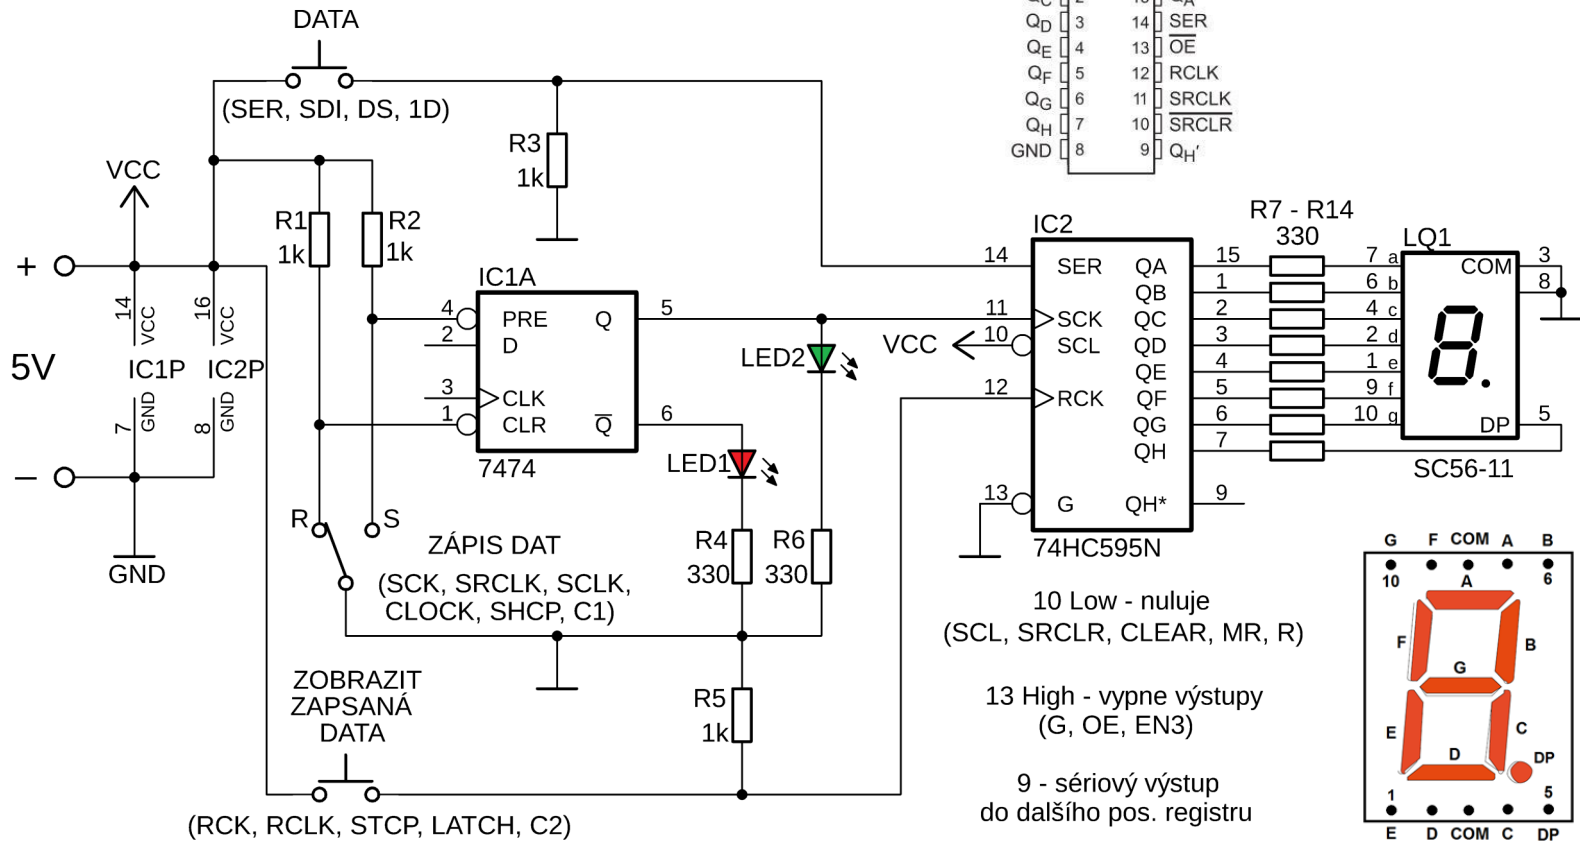 DATA
(SER, SDI, DS, 1D)
QD 3 14 SER
QE 4 13 OE
QF 5 12 RCLK
QG 6 11 SRCLK
QH 7 10 SRCLR
GND 8 9 QH'
VCC
R3
1k
R1
1k
R2
1k
+
5V
–
14
VCC
16
VCC
IC1P
IC2P
7
GND
8
GND
GND
IC1A
4 PRE Q 5
2 D
3 CLK
1 CLR Q 6
7474
LED2
LED1
R S
ZÁPIS DAT
(SCK, SRCLK, SCLK,
CLOCK, SHCP, C1)
R4
330
R6
330
R5
1k
ZOBRAZIT
ZAPSANÁ
DATA
(RCK, RCLK, STCP, LATCH, C2)
IC2
14 SER QA 15
QB 1
11 SCK QC 2
VCC 10 SCL QD 3
QE 4
12 RCK QF 5
QG 6
QH 7
13 G QH* 9
74HC595N
R7 - R14
330
LQ1
7 a COM 3
6 b 8
4 c
2 d
1 e
9 f
10 g DP 5
SC56-11
10 Low - nuluje
(SCL, SRCLR, CLEAR, MR, R)
13 High - vypne výstupy
(G, OE, EN3)
9 - sériový výstup
do dalšího pos. registru
G F COM A B
10 A 6
F B
G
E C
D DP
1 5
E D COM C DP